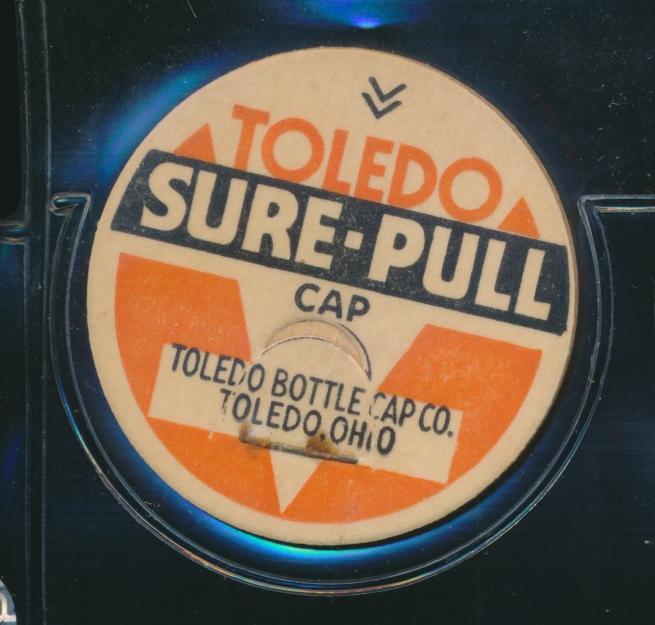 TOLEDO
SURE-PULL
CAP
TOLEDO BOTTLE CAP CO.
TOLEDO, OHIO